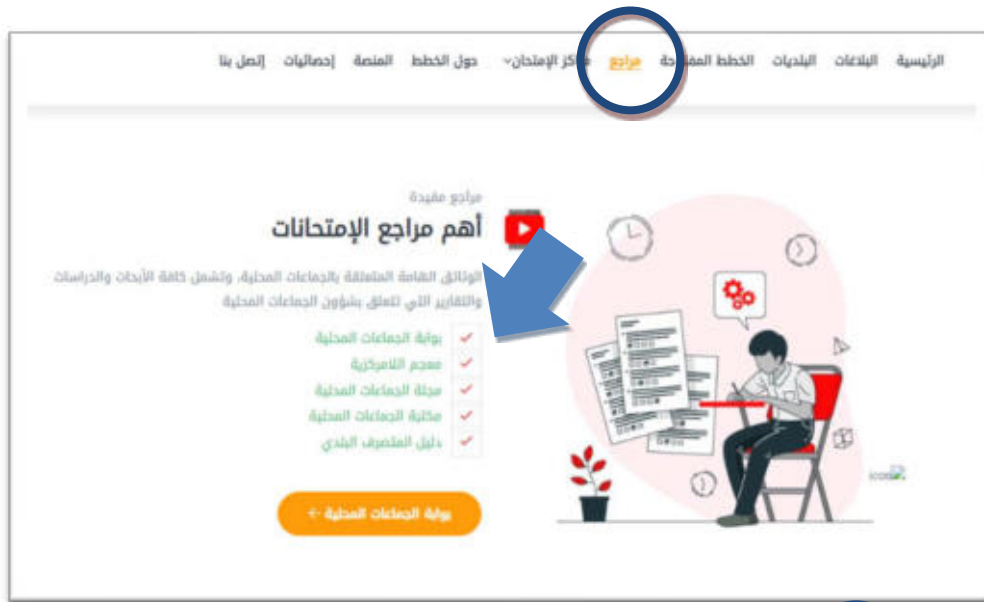 الرئيسية البلاغات البلديات الخطط المفتوحة مراجع مراكز الإمتحان حول الخطط المنصة إحصائيات إتصل بنا
مراجع مفيدة
أهم مراجع الإمتحانات
الوثائق الهامة المتعلقة بالجماعات المحلية، وتشمل كافة الأبحاث والدراسات
والتقارير التي تتعلق بشؤون الجماعات المحلية
بوابة الجماعات المحلية
معجم اللامركزية
مجلة الجماعات المحلية
مكتبة الجماعات المحلية
دليل المتصرف البلدي
بوابة الجماعات المحلية ←
icon